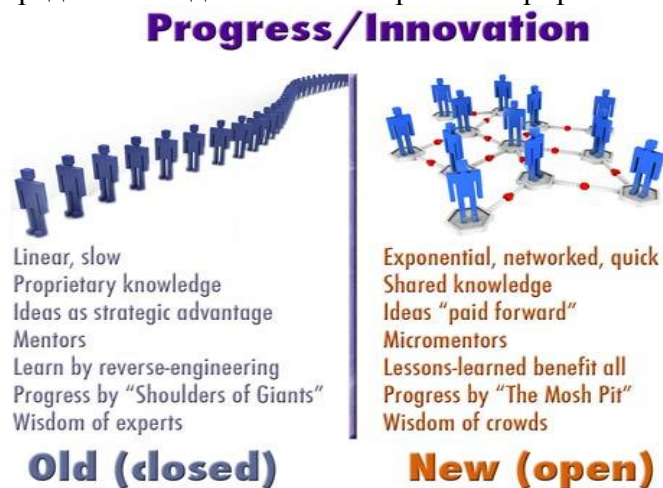 Progress/Innovation
Linear, slow
Proprietary knowledge
Ideas as strategic advantage
Mentors
Learn by reverse-engineering
Progress by “Shoulders of Giants”
Wisdom of experts
Old (closed)
Exponential, networked, quick
Shared knowledge
Ideas “paid forward”
Micromentors
Lessons-learned benefit all
Progress by “The Mosh Pit”
Wisdom of crowds
New (open)